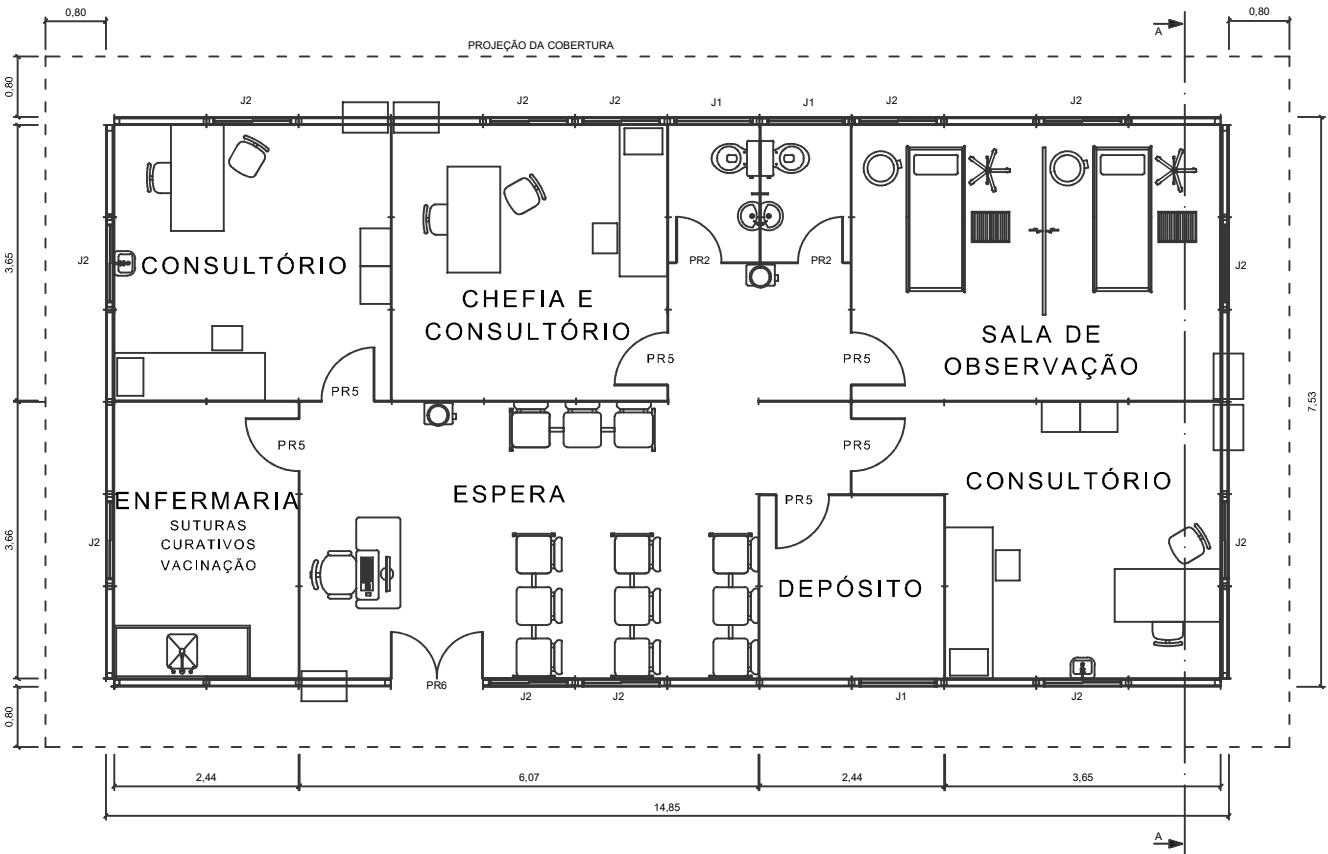 0,80
0,80
A
PROJEÇÃO DA COBERTURA
0,80
J2
J2
J2
J1
J1
J2
J2
3,65
J2
CONSULTÓRIO
CHEFIA E
CONSULTÓRIO
PR2
PR2
J2
SALA DE
OBSERVAÇÃO
PR5
PR5
PR5
7,53
PR5
PR5
ENFERMARIA
SUTURAS
CURATIVOS
VACINAÇÃO
ESPERA
CONSULTÓRIO
PR5
3,66
J2
J2
DEPÓSITO
PR6
J2
J2
J1
J2
0,80
2,44
6,07
2,44
3,65
14,85
A